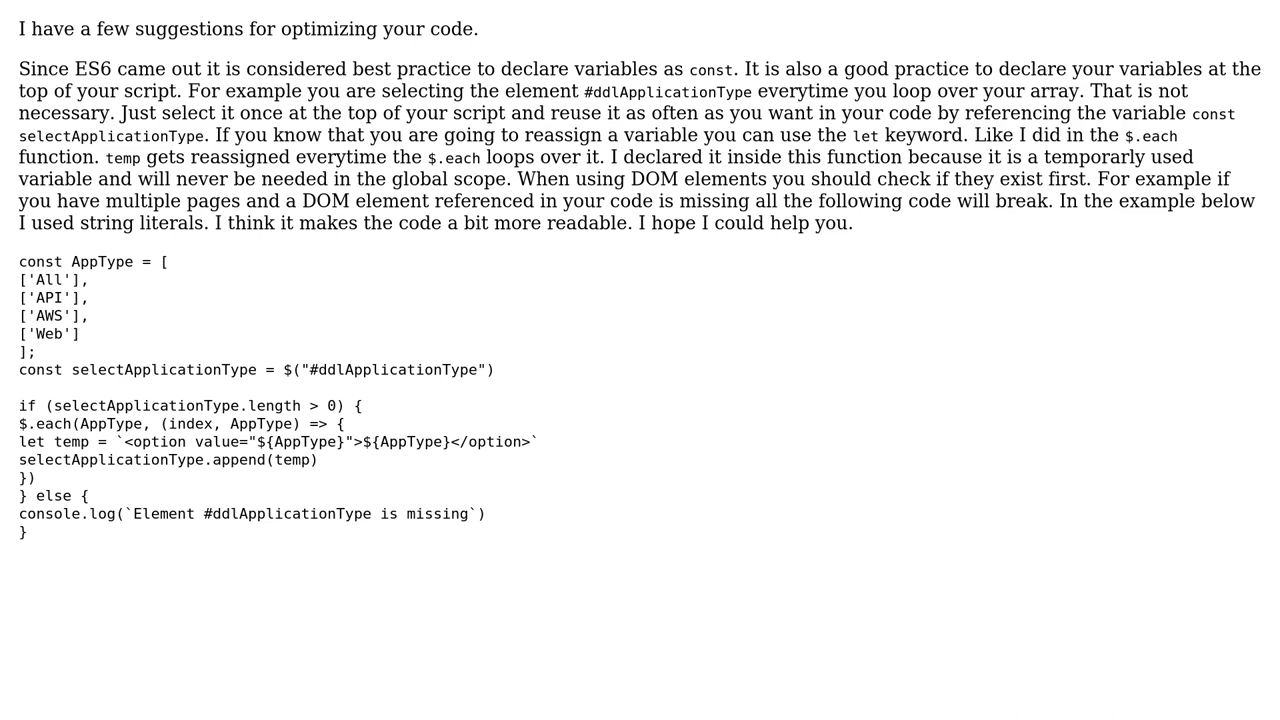 I have a few suggestions for optimizing your code.
Since ES6 came out it is considered best practice to declare variables as const. It is also a good practice to declare your variables at the
top of your script. For example you are selecting the element #ddlApplicationType everytime you loop over your array. That is not
necessary. Just select it once at the top of your script and reuse it as often as you want in your code by referencing the variable const
selectApplicationType. If you know that you are going to reassign a variable you can use the let keyword. Like I did in the $.each
function. temp gets reassigned everytime the $.each loops over it. I declared it inside this function because it is a temporarly used
variable and will never be needed in the global scope. When using DOM elements you should check if they exist first. For example if
you have multiple pages and a DOM element referenced in your code is missing all the following code will break. In the example below
I used string literals. I think it makes the code a bit more readable. I hope I could help you.
const AppType = [
['All'],
['API'],
['AWS'],
['Web']
];
const selectApplicationType = $("#ddlApplicationType")
if (selectApplicationType.length > 0) {
$.each(AppType, (index, AppType) => {
let temp = `<option value="${AppType}">${AppType}</option>`
selectApplicationType.append(temp)
})
} else {
console.log(`Element #ddlApplicationType is missing`)
}